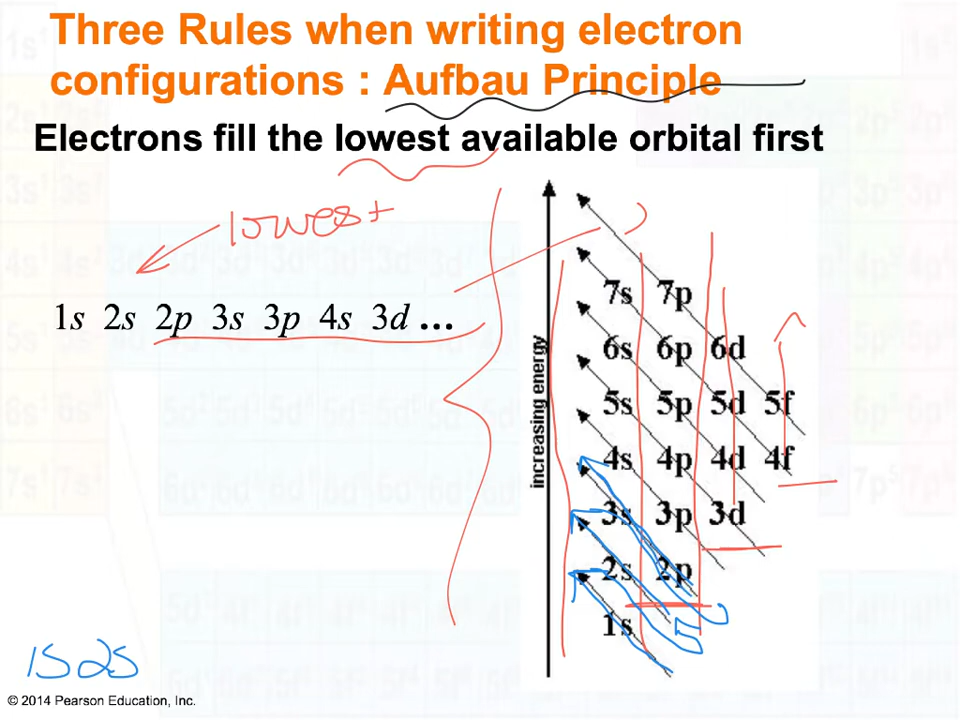 Three Rules when writing electron
configurations : Aufbau Principle
Electrons fill the lowest available orbital first
lowest
1s 2s 2p 3s 3p 4s 3d ...
increasing energy
7s 7p
6s 6p 6d
5s 5p 5d 5f
4s 4p 4d 4f
3s 3p 3d
2s 2p
1s
1S 2S
© 2014 Pearson Education, Inc.